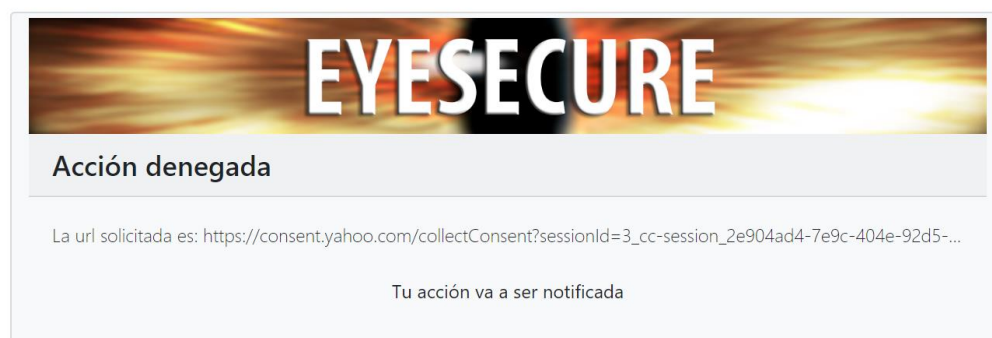 EYESECURE
Acción denegada
La url solicitada es: https://consent.yahoo.com/collectConsent?sessionId=3_cc-session_2e904ad4-7e9c-404e-92d5-...
Tu acción va a ser notificada